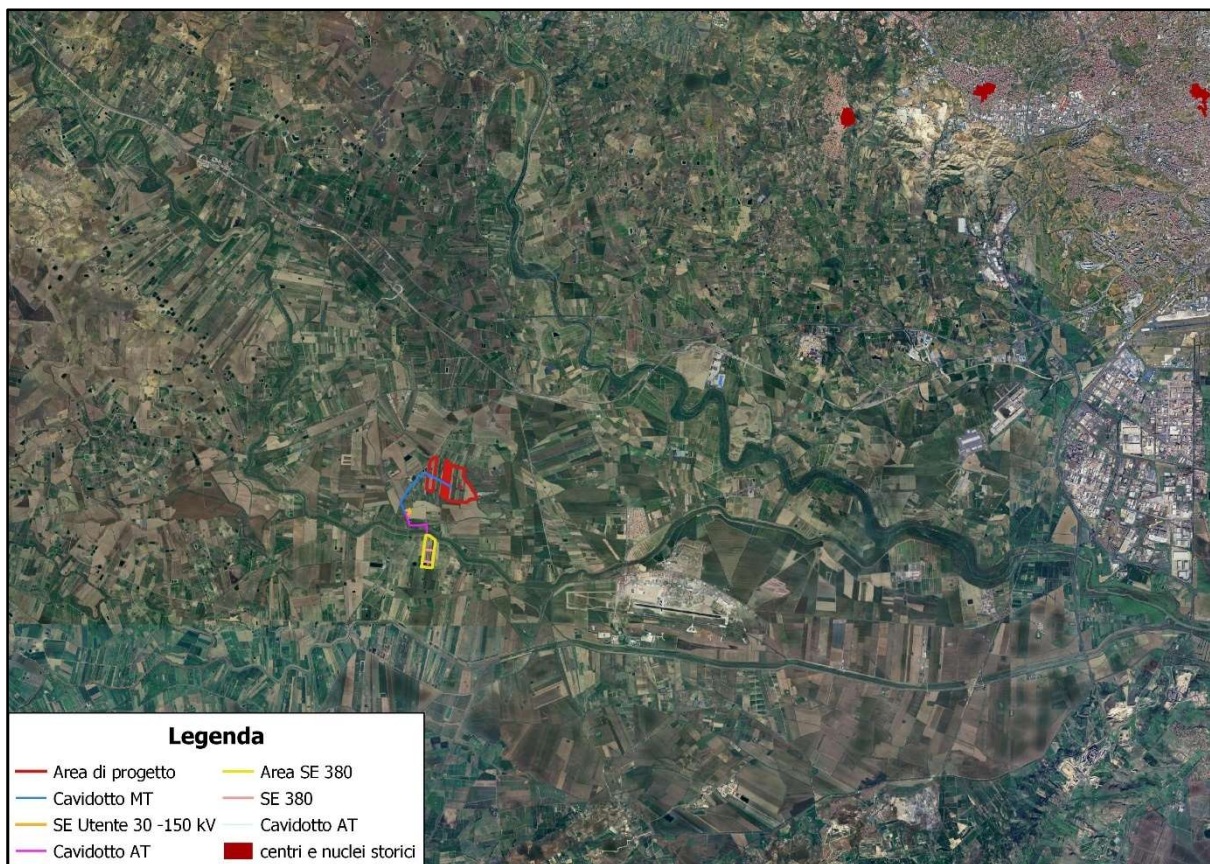 Legenda
Area di progetto
Cavidotto MT
SE Utente 30 -150 kV
Cavidotto AT
Area SE 380
SE 380
Cavidotto AT
centri e nuclei storici